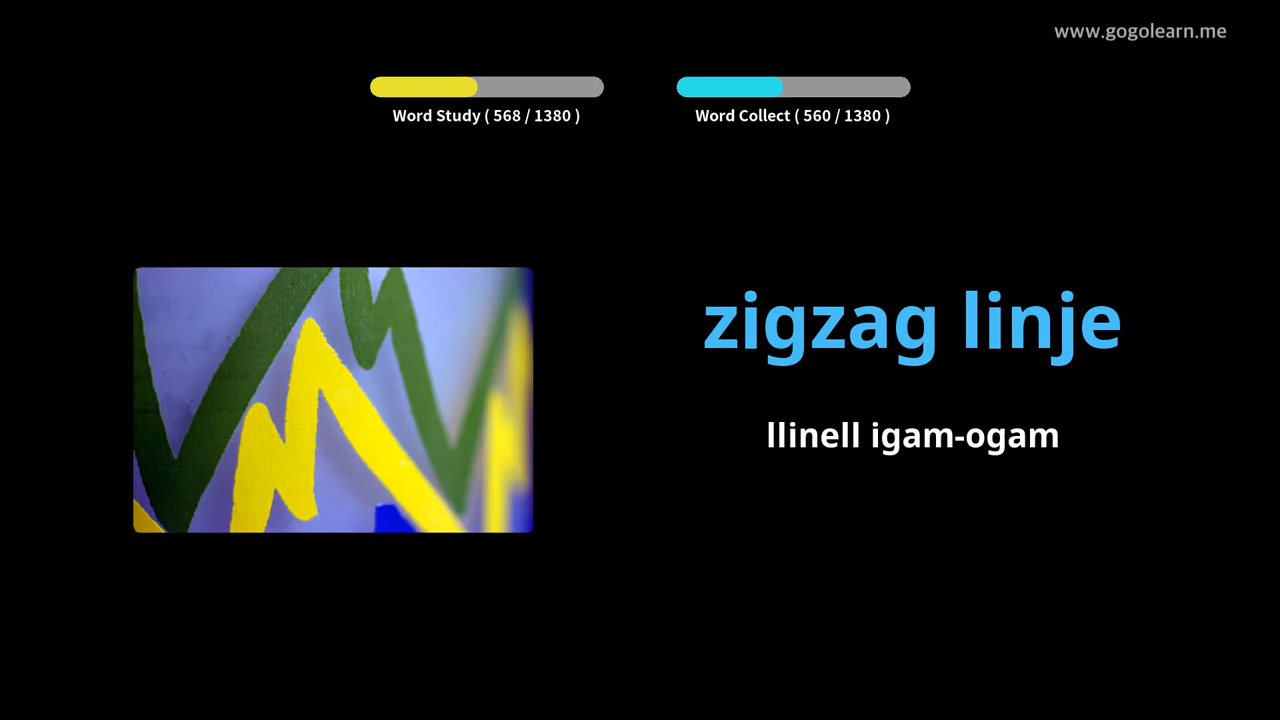 www.gogolearn.me
Word Study ( 568 / 1380 )
Word Collect ( 560 / 1380 )
zigzag linje
llinell igam-ogam